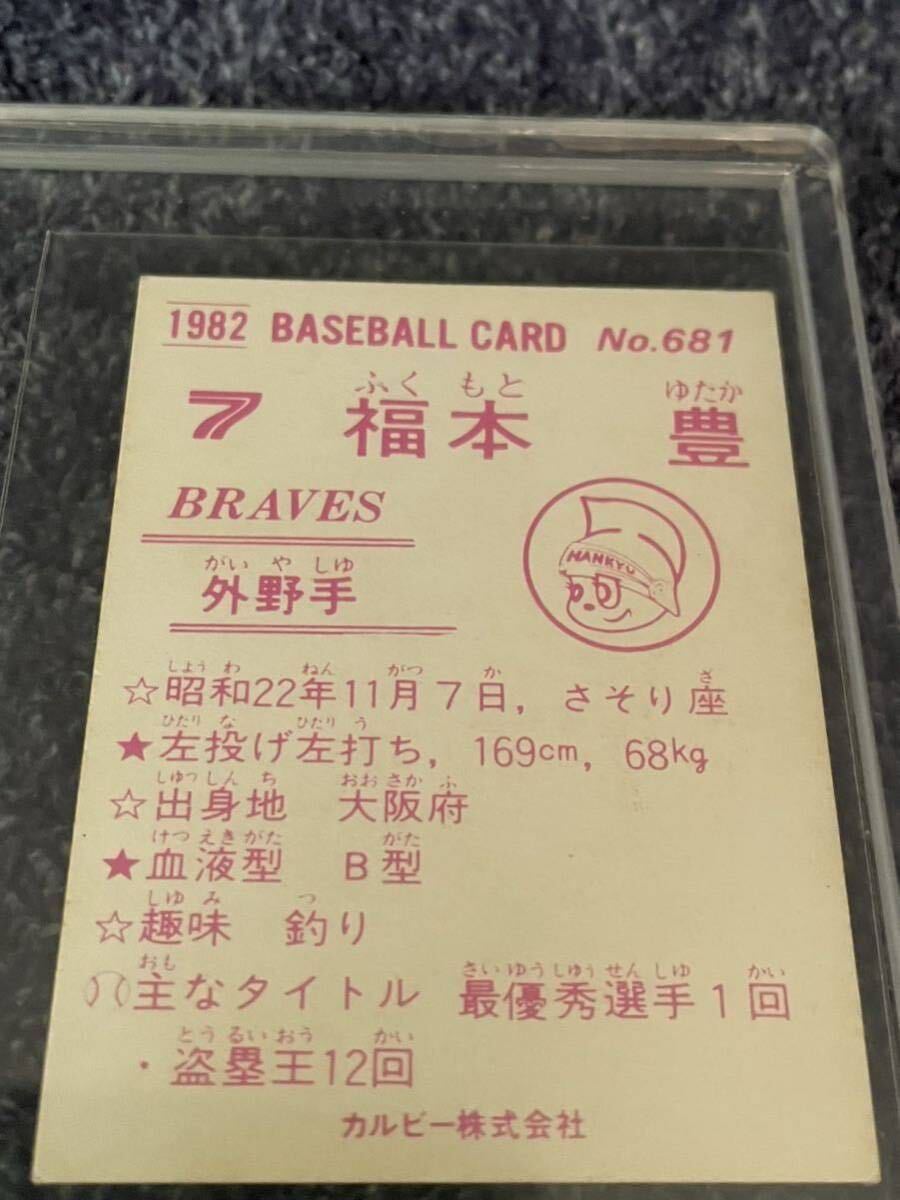 1982 BASEBALL CARD No.681
ふく もと ゆたか
7 福本 豊
BRAVES
HANKYU
がい や しゆ
外野手
しよう わ ねん がつ か ざ
☆昭和22年11月7日, さそり座
ひだり な ひだり う
★左投げ左打ち, 169cm, 68kg
しゆつ しん ち おお さか ふ
☆出身地 大阪府
けつ えき がた がた
★血液型 B型
しゆ み つ
☆趣味 釣り
おも さい ゆう しゆう せん しゆ かい
主なタイトル 最優秀選手1回
とう るい おう かい
・盗塁王12回
カルビー株式会社